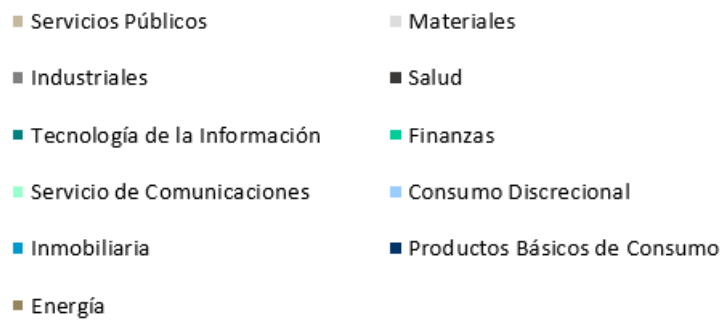 Servicios Públicos
Materiales
Industriales
Salud
Tecnología de la Información
Finanzas
Servicio de Comunicaciones
Consumo Discrecional
Inmobiliaria
Productos Básicos de Consumo
Energía